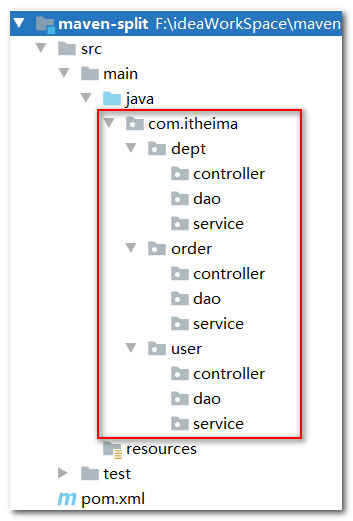 maven-split F:\ideaWorkSpace\maven
src
main
java
com.itheima
dept
controller
dao
service
order
controller
dao
service
user
controller
dao
service
resources
test
pom.xml